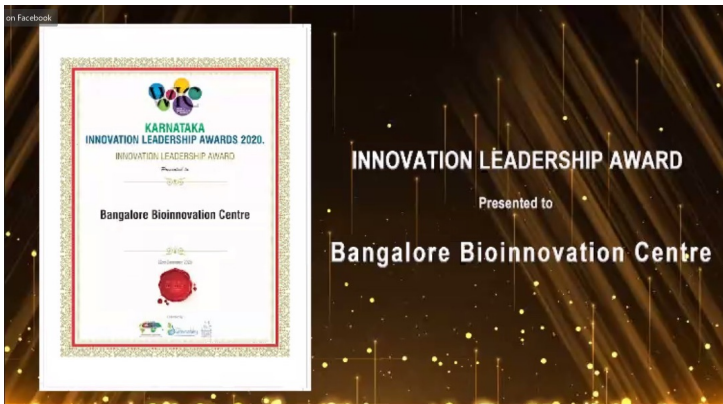 on Facebook
KARNATAKA
INNOVATION LEADERSHIP AWARDS 2020.
INNOVATION LEADERSHIP AWARD
Presented to
Bangalore Bioinnovation Centre
INNOVATION LEADERSHIP AWARD
Presented to
Bangalore Bioinnovation Centre